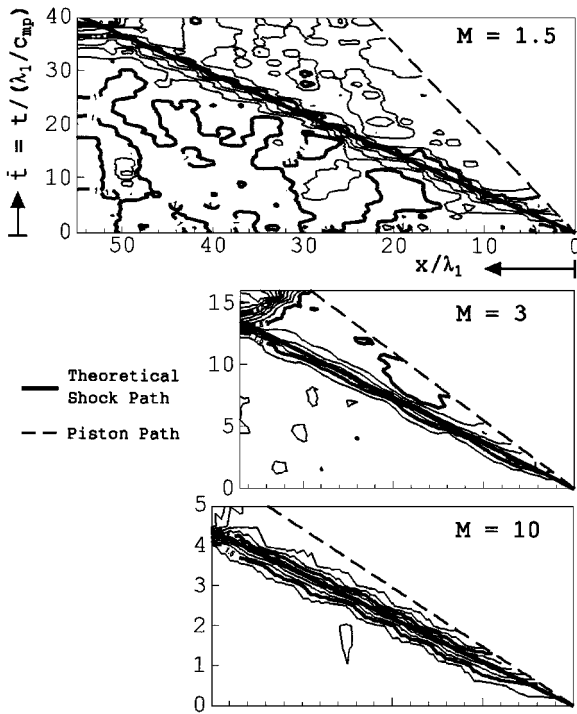 t̄ = t/(λ₁/c_mp)
40
30
20
10
0
M = 1.5
50 40 30 20 10 0
x/λ₁
15
10
5
0
M = 3
Theoretical
Shock Path
Piston Path
5
4
3
2
1
0
M = 10